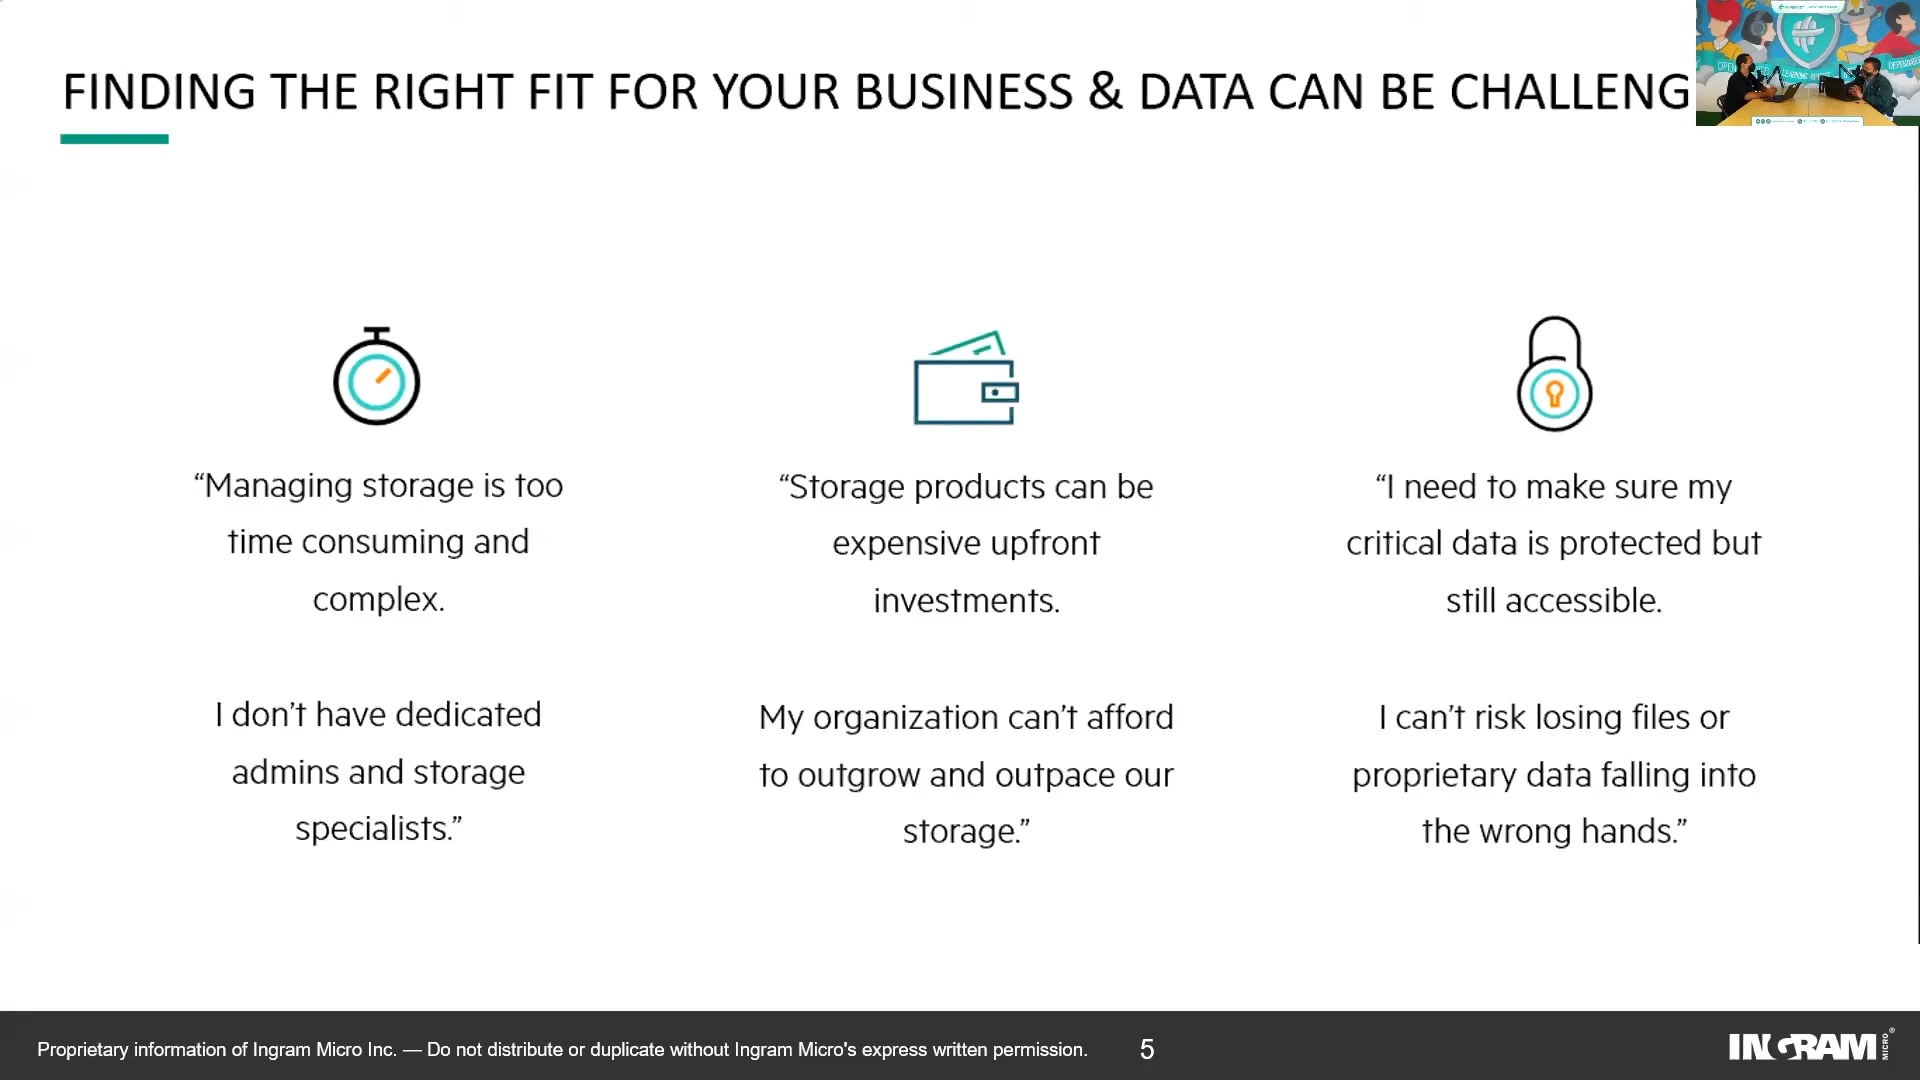 FINDING THE RIGHT FIT FOR YOUR BUSINESS & DATA CAN BE CHALLENG
“Managing storage is too
time consuming and
complex.
I don’t have dedicated
admins and storage
specialists.”
“Storage products can be
expensive upfront
investments.
My organization can’t afford
to outgrow and outpace our
storage.”
“I need to make sure my
critical data is protected but
still accessible.
I can’t risk losing files or
proprietary data falling into
the wrong hands.”
Proprietary information of Ingram Micro Inc. — Do not distribute or duplicate without Ingram Micro's express written permission.
5
INGRAM MICRO®